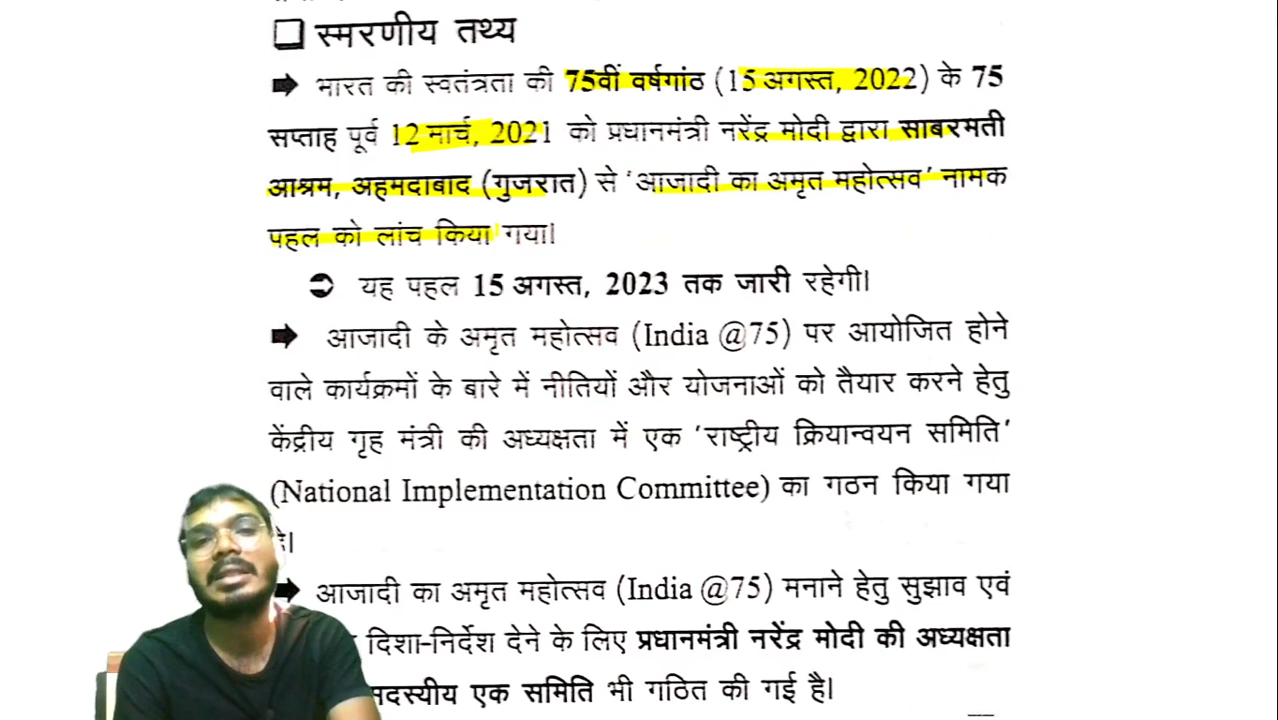 ❑ स्मरणीय तथ्य
➡ भारत की स्वतंत्रता की 75वीं वर्षगांठ (15 अगस्त, 2022) के 75
सप्ताह पूर्व 12 मार्च, 2021 को प्रधानमंत्री नरेंद्र मोदी द्वारा साबरमती
आश्रम, अहमदाबाद (गुजरात) से 'आजादी का अमृत महोत्सव' नामक
पहल को लांच किया गया।
➲ यह पहल 15 अगस्त, 2023 तक जारी रहेगी।
➡ आजादी के अमृत महोत्सव (India @75) पर आयोजित होने
वाले कार्यक्रमों के बारे में नीतियों और योजनाओं को तैयार करने हेतु
केंद्रीय गृह मंत्री की अध्यक्षता में एक 'राष्ट्रीय क्रियान्वयन समिति'
(National Implementation Committee) का गठन किया गया
➡ आजादी का अमृत महोत्सव (India @75) मनाने हेतु सुझाव एवं
दिशा-निर्देश देने के लिए प्रधानमंत्री नरेंद्र मोदी की अध्यक्षता
एक समिति भी गठित की गई है।